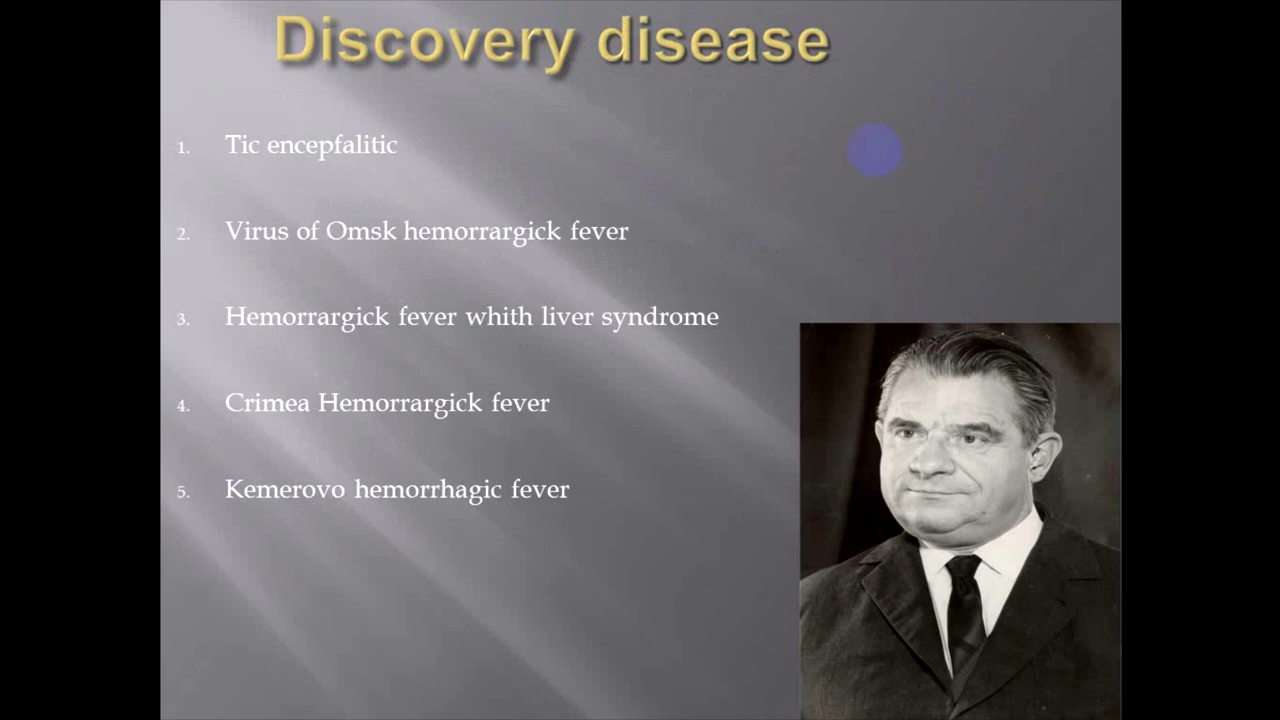 Discovery disease
1. Tic encepfalitic
2. Virus of Omsk hemorrargick fever
3. Hemorrargick fever whith liver syndrome
4. Crimea Hemorrargick fever
5. Kemerovo hemorrhagic fever